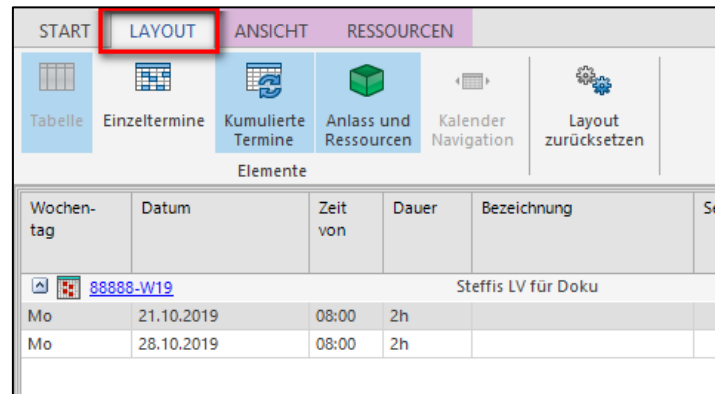 START LAYOUT ANSICHT RESSOURCEN
Tabelle Einzeltermine Kumulierte Termine Anlass und Ressourcen Kalender Navigation Layout zurücksetzen
Elemente
Wochen-
tag Datum Zeit von Dauer Bezeichnung
88888-W19 Steffis LV für Doku
Mo 21.10.2019 08:00 2h
Mo 28.10.2019 08:00 2h